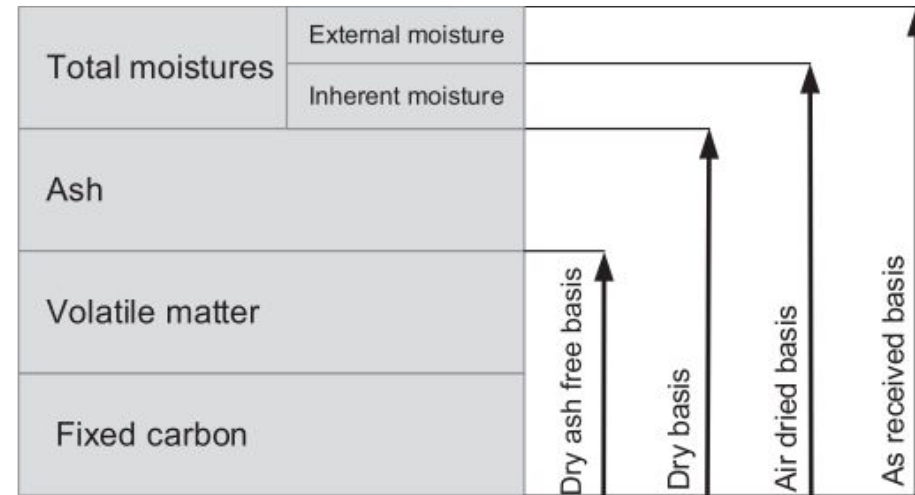 Total moistures
External moisture
Inherent moisture
Ash
Volatile matter
Fixed carbon
Dry ash free basis
Dry basis
Air dried basis
As received basis